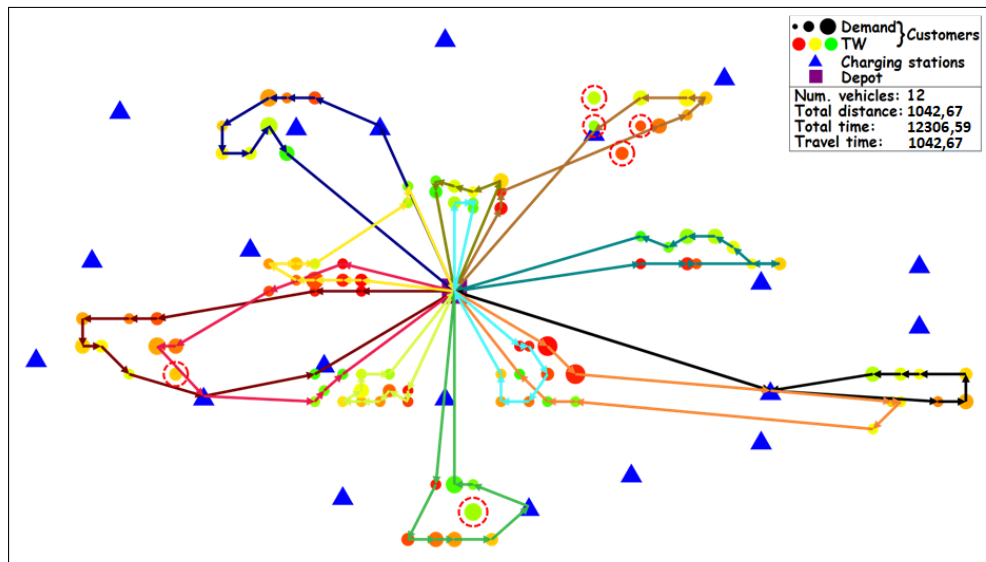 Demand
TW
Customers
Charging stations
Depot
Num. vehicles: 12
Total distance: 1042,67
Total time: 12306,59
Travel time: 1042,67